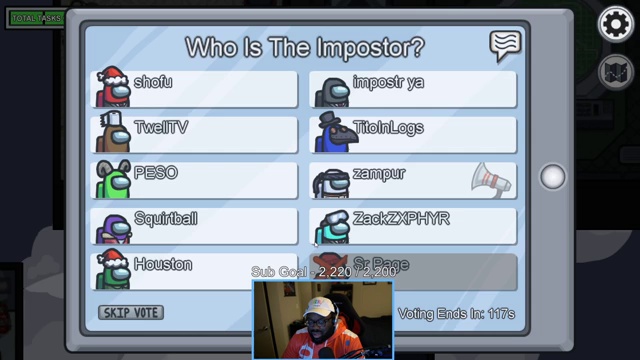 TOTAL TASKS
Who Is The Impostor?
shofu
impostr ya
TwellTV
TitoInLogs
PESO
zampur
Squirtball
ZackZXPHYR
Houston
Sr Page
Sub Goal - 2,220 / 2,200
SKIP VOTE
Voting Ends In: 117s